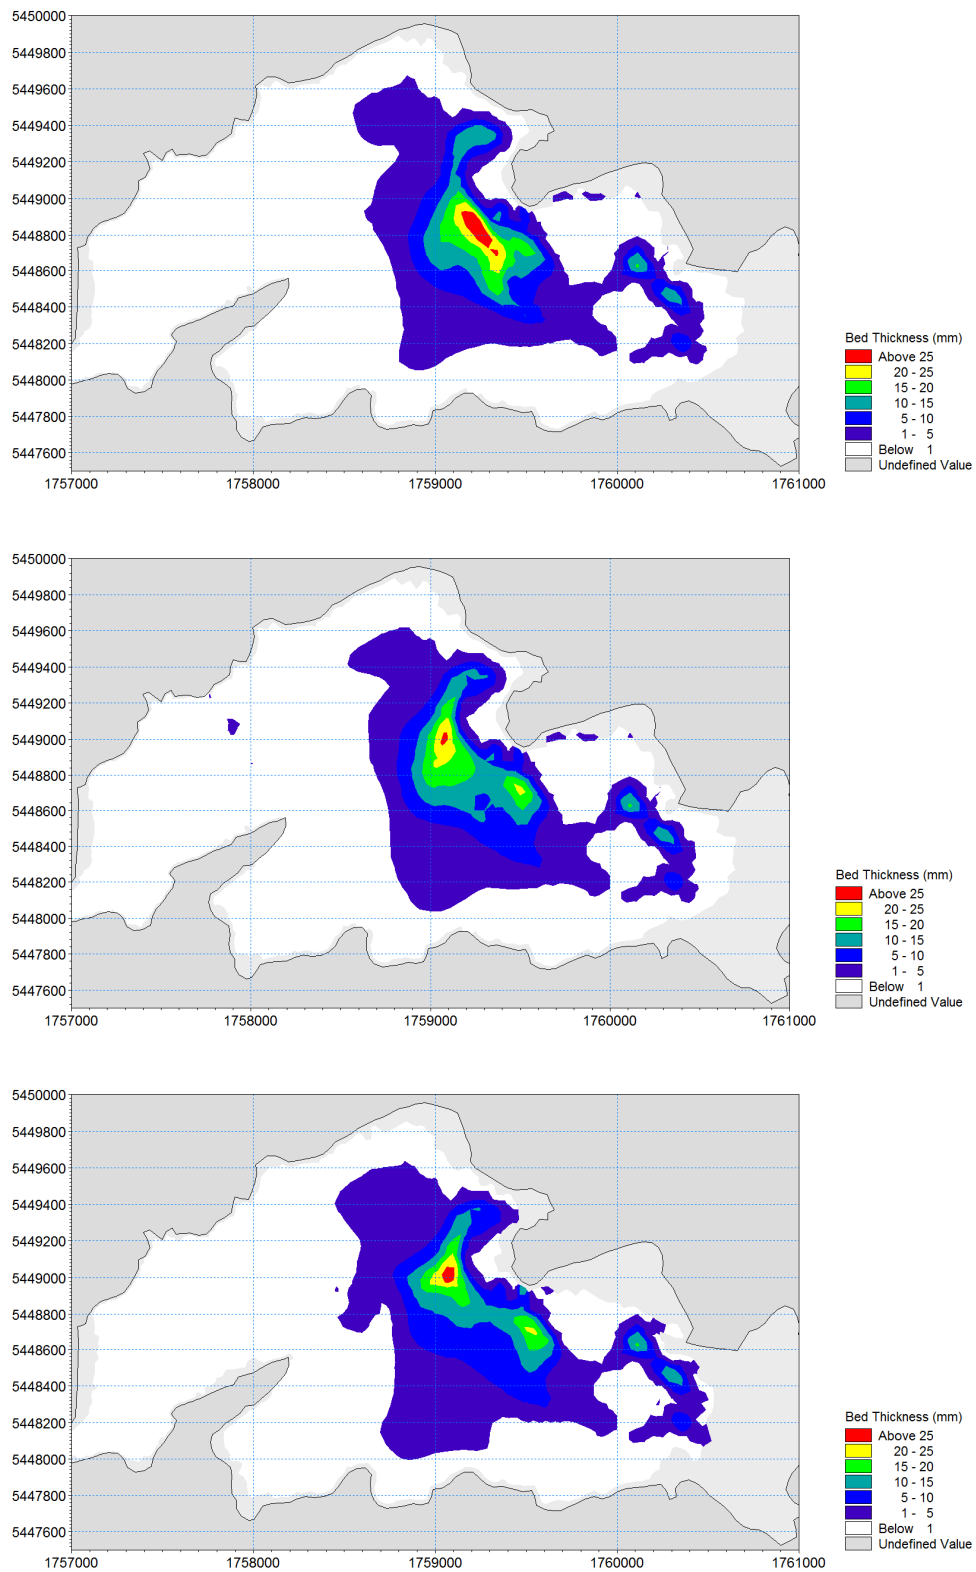 5450000
5449800
5449600
5449400
5449200
5449000
5448800
5448600
5448400
5448200
5448000
5447800
5447600
1757000 1758000 1759000 1760000 1761000
Bed Thickness (mm)
Above 25
20 - 25
15 - 20
10 - 15
5 - 10
1 - 5
Below 1
Undefined Value
5450000
5449800
5449600
5449400
5449200
5449000
5448800
5448600
5448400
5448200
5448000
5447800
5447600
1757000 1758000 1759000 1760000 1761000
Bed Thickness (mm)
Above 25
20 - 25
15 - 20
10 - 15
5 - 10
1 - 5
Below 1
Undefined Value
5450000
5449800
5449600
5449400
5449200
5449000
5448800
5448600
5448400
5448200
5448000
5447800
5447600
1757000 1758000 1759000 1760000 1761000
Bed Thickness (mm)
Above 25
20 - 25
15 - 20
10 - 15
5 - 10
1 - 5
Below 1
Undefined Value